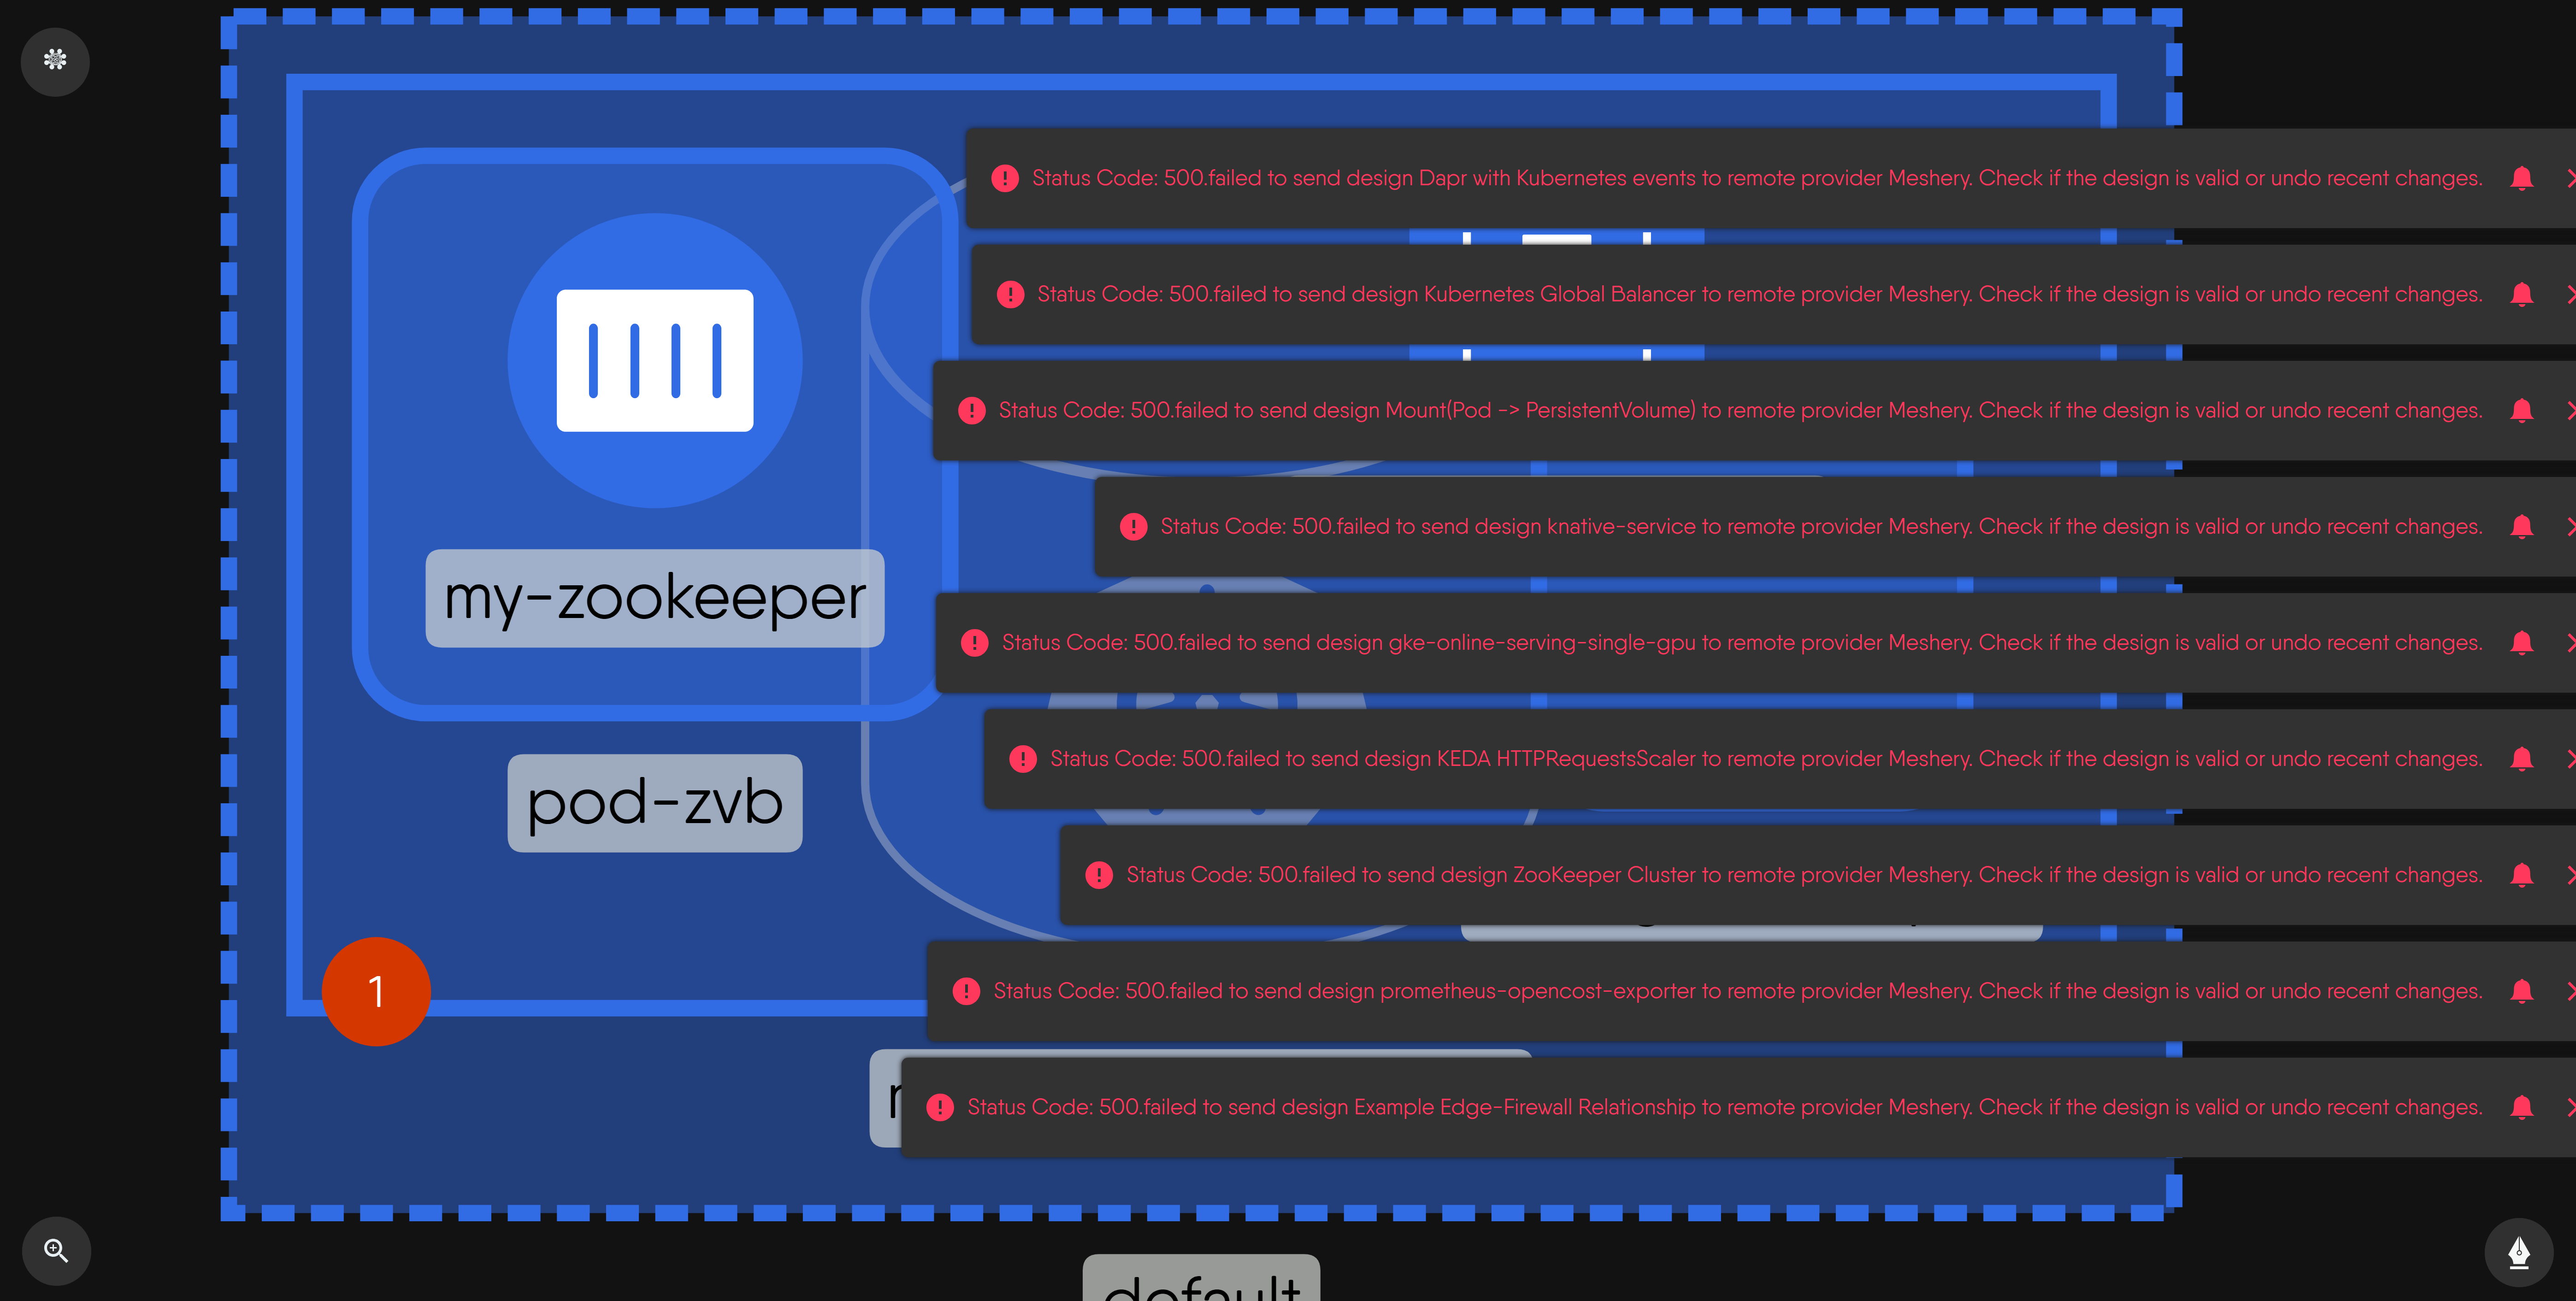 Status Code: 500.failed to send design Dapr with Kubernetes events to remote provider Meshery. Check if the design is valid or undo recent changes.
Status Code: 500.failed to send design Kubernetes Global Balancer to remote provider Meshery. Check if the design is valid or undo recent changes.
Status Code: 500.failed to send design Mount(Pod -> PersistentVolume) to remote provider Meshery. Check if the design is valid or undo recent changes.
Status Code: 500.failed to send design knative-service to remote provider Meshery. Check if the design is valid or undo recent changes.
my-zookeeper
Status Code: 500.failed to send design gke-online-serving-single-gpu to remote provider Meshery. Check if the design is valid or undo recent changes.
Status Code: 500.failed to send design KEDA HTTPRequestsScaler to remote provider Meshery. Check if the design is valid or undo recent changes.
pod-zvb
Status Code: 500.failed to send design ZooKeeper Cluster to remote provider Meshery. Check if the design is valid or undo recent changes.
1
Status Code: 500.failed to send design prometheus-opencost-exporter to remote provider Meshery. Check if the design is valid or undo recent changes.
Status Code: 500.failed to send design Example Edge-Firewall Relationship to remote provider Meshery. Check if the design is valid or undo recent changes.
default